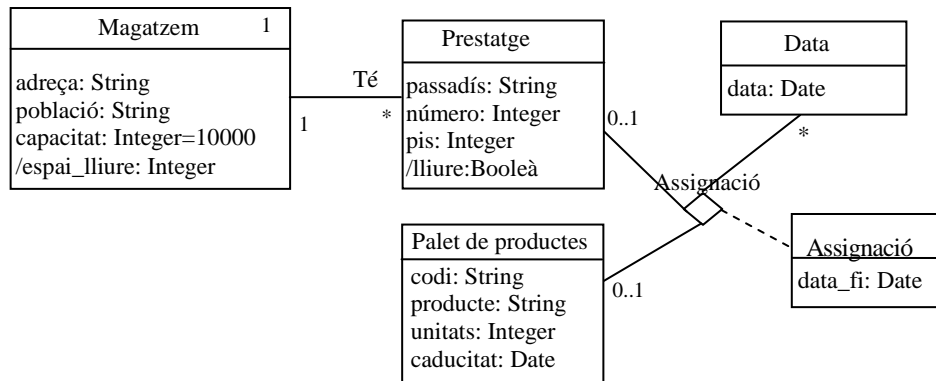 Magatzem 1
adreça: String
població: String
capacitat: Integer=10000
/espai_lliure: Integer
Té
1
*
Prestatge
passadís: String
número: Integer
pis: Integer
/lliure:Booleà
0..1
Data
data: Date
*
Assignació
Palet de productes
codi: String
producte: String
unitats: Integer
caducitat: Date
0..1
Assignació
data_fi: Date